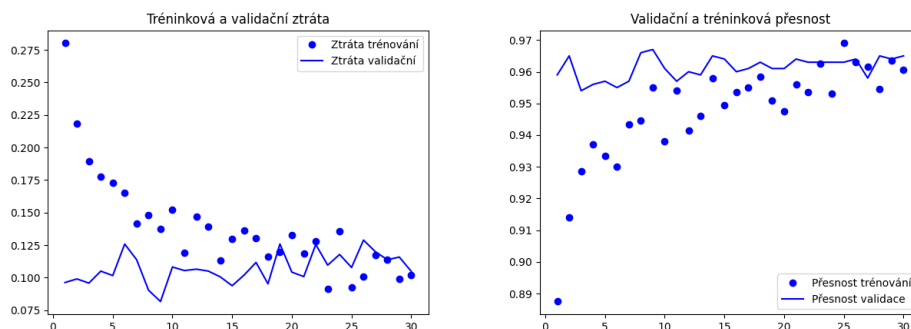 Tréninková a validační ztráta
0.275
0.250
0.225
0.200
0.175
0.150
0.125
0.100
0.075
0 5 10 15 20 25 30
Ztráta trénování
Ztráta validační
Validační a tréninková přesnost
0.97
0.96
0.95
0.94
0.93
0.92
0.91
0.90
0.89
0 5 10 15 20 25 30
Přesnost trénování
Přesnost validace